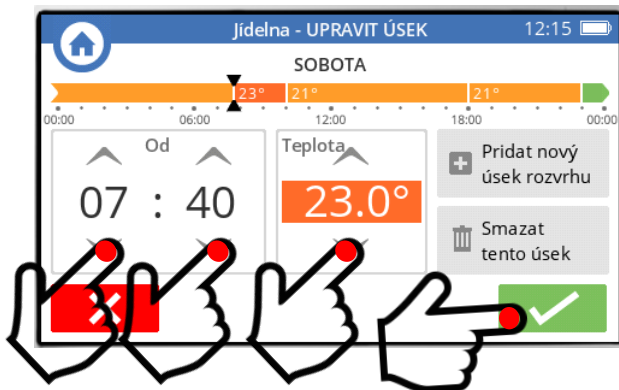 Jídelna - UPRAVIT ÚSEK 12:15
SOBOTA
23° 21° 21°
00:00 06:00 12:00 18:00 00:00
Od
07 : 40
Teplota
23.0°
Pridat nový
úsek rozvrhu
Smazat
tento úsek